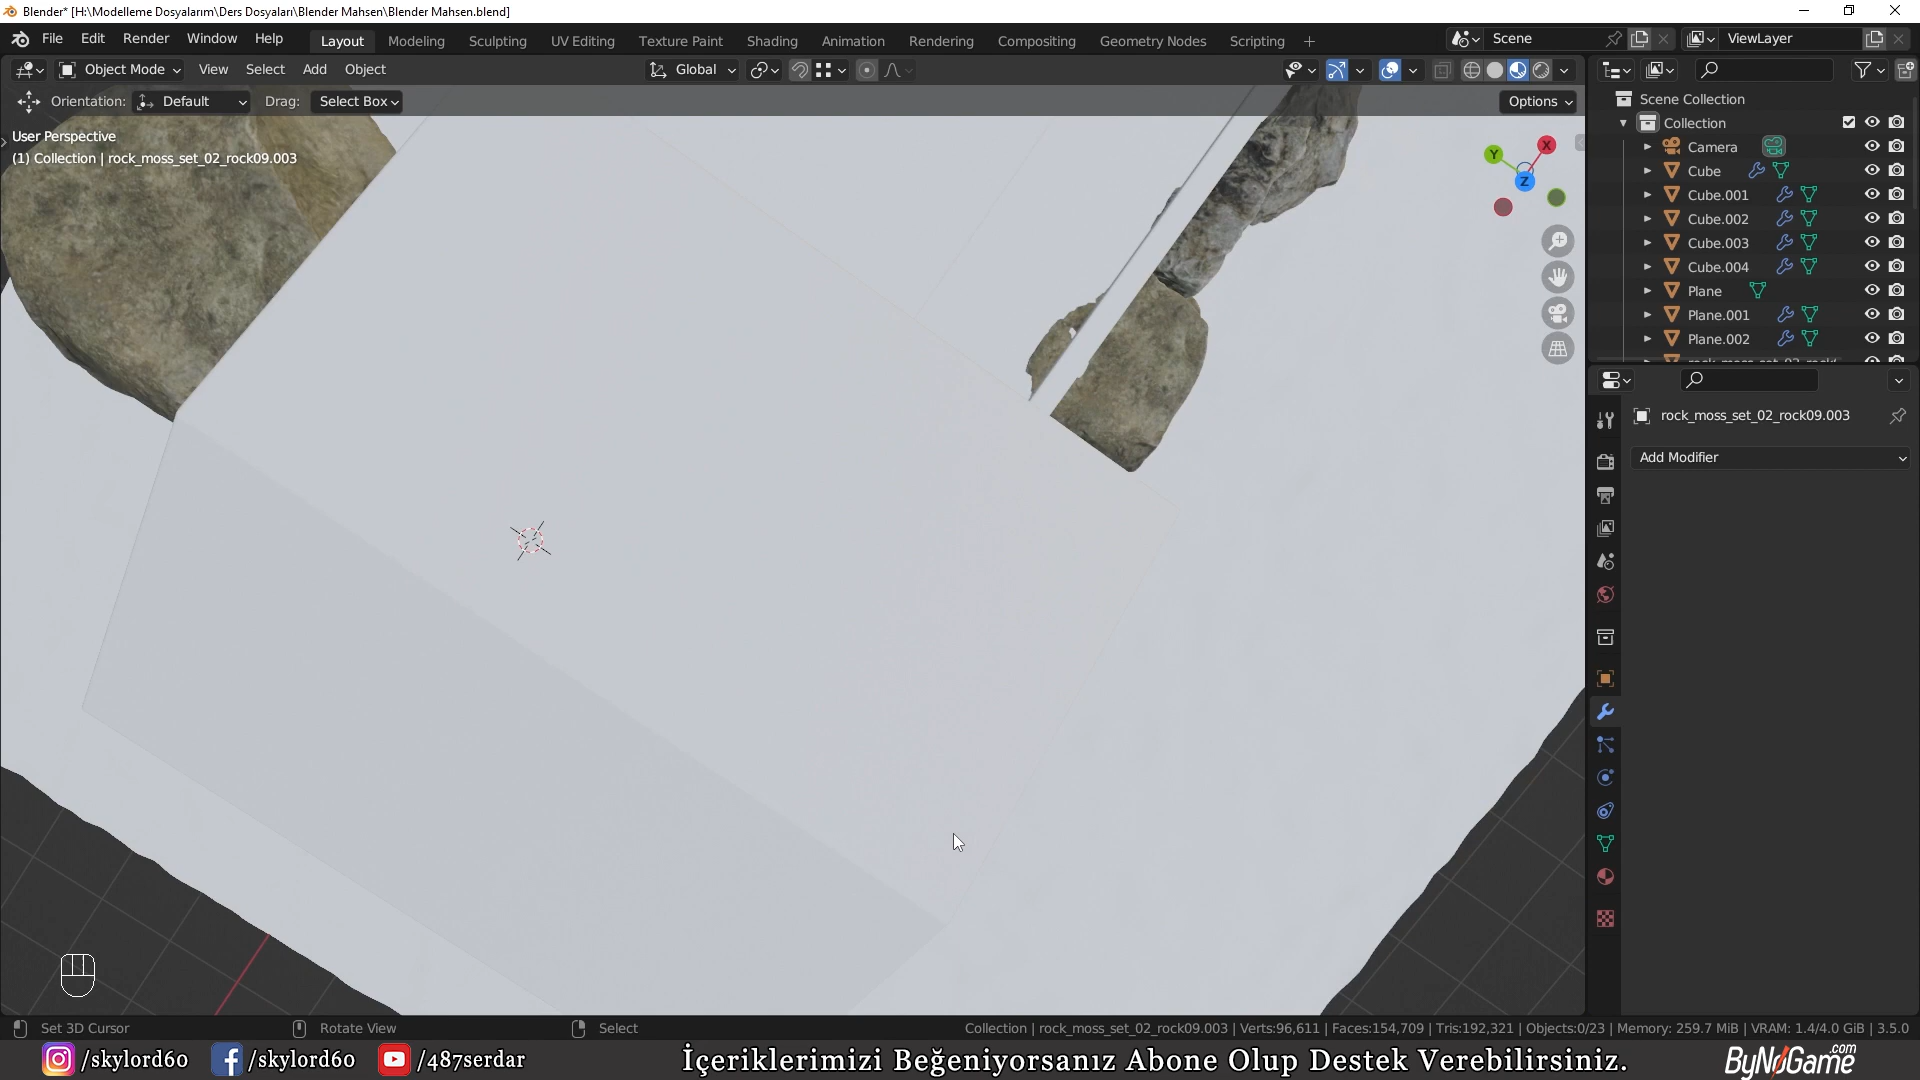 Blender* [H:\Modelleme Dosyalarım\Ders Dosyaları\Blender Mahsen\Blender Mahsen.blend]
File Edit Render Window Help Layout Modeling Sculpting UV Editing Texture Paint Shading Animation Rendering Compositing Geometry Nodes Scripting + Scene ViewLayer
Object Mode View Select Add Object Global
Orientation: Default Drag: Select Box Options
User Perspective
(1) Collection | rock_moss_set_02_rock09.003
X
Y
Z
Scene Collection
Collection
Camera
Cube
Cube.001
Cube.002
Cube.003
Cube.004
Plane
Plane.001
Plane.002
rock_moss_set_02_rock09.003
Add Modifier
Set 3D Cursor Rotate View Select Collection | rock_moss_set_02_rock09.003 | Verts:96,611 | Faces:154,709 | Tris:192,321 | Objects:0/23 | Memory: 259.7 MiB | VRAM: 1.4/4.0 GiB | 3.5.0
/skylord60 /skylord60 /487serdar İçeriklerimizi Beğeniyorsanız Abone Olup Destek Verebilirsiniz. ByNoGame.com